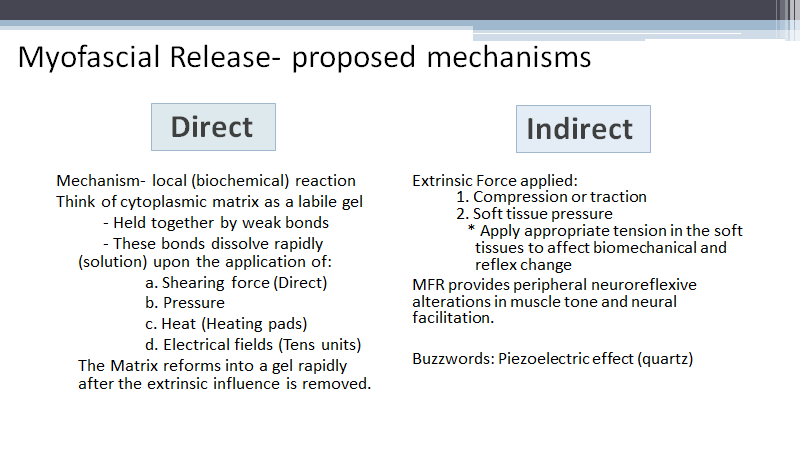 Myofascial Release- proposed mechanisms
Direct
Mechanism- local (biochemical) reaction
Think of cytoplasmic matrix as a labile gel
- Held together by weak bonds
- These bonds dissolve rapidly
(solution) upon the application of:
a. Shearing force (Direct)
b. Pressure
c. Heat (Heating pads)
d. Electrical fields (Tens units)
The Matrix reforms into a gel rapidly
after the extrinsic influence is removed.
Indirect
Extrinsic Force applied:
1. Compression or traction
2. Soft tissue pressure
* Apply appropriate tension in the soft
tissues to affect biomechanical and
reflex change
MFR provides peripheral neuroreflexive
alterations in muscle tone and neural
facilitation.
Buzzwords: Piezoelectric effect (quartz)